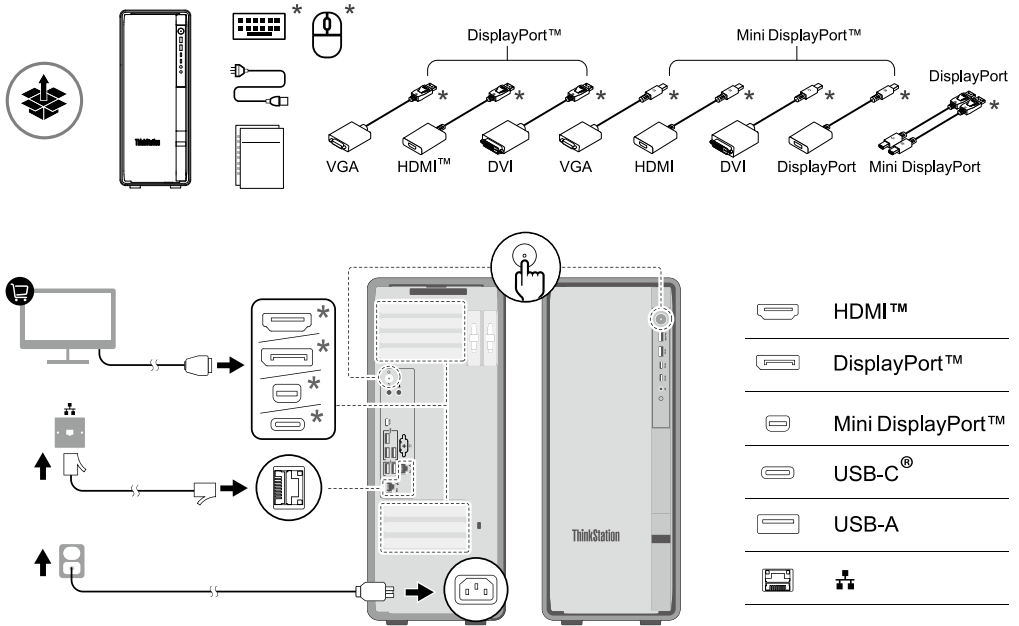 *
*
DisplayPort™
Mini DisplayPort™
DisplayPort
*
*
*
*
*
*
*
*
VGA
HDMI™
DVI
VGA
HDMI
DVI
DisplayPort
Mini DisplayPort
ThinkStation
*
*
*
*
ThinkStation
HDMI™
DisplayPort™
Mini DisplayPort™
USB-C®
USB-A